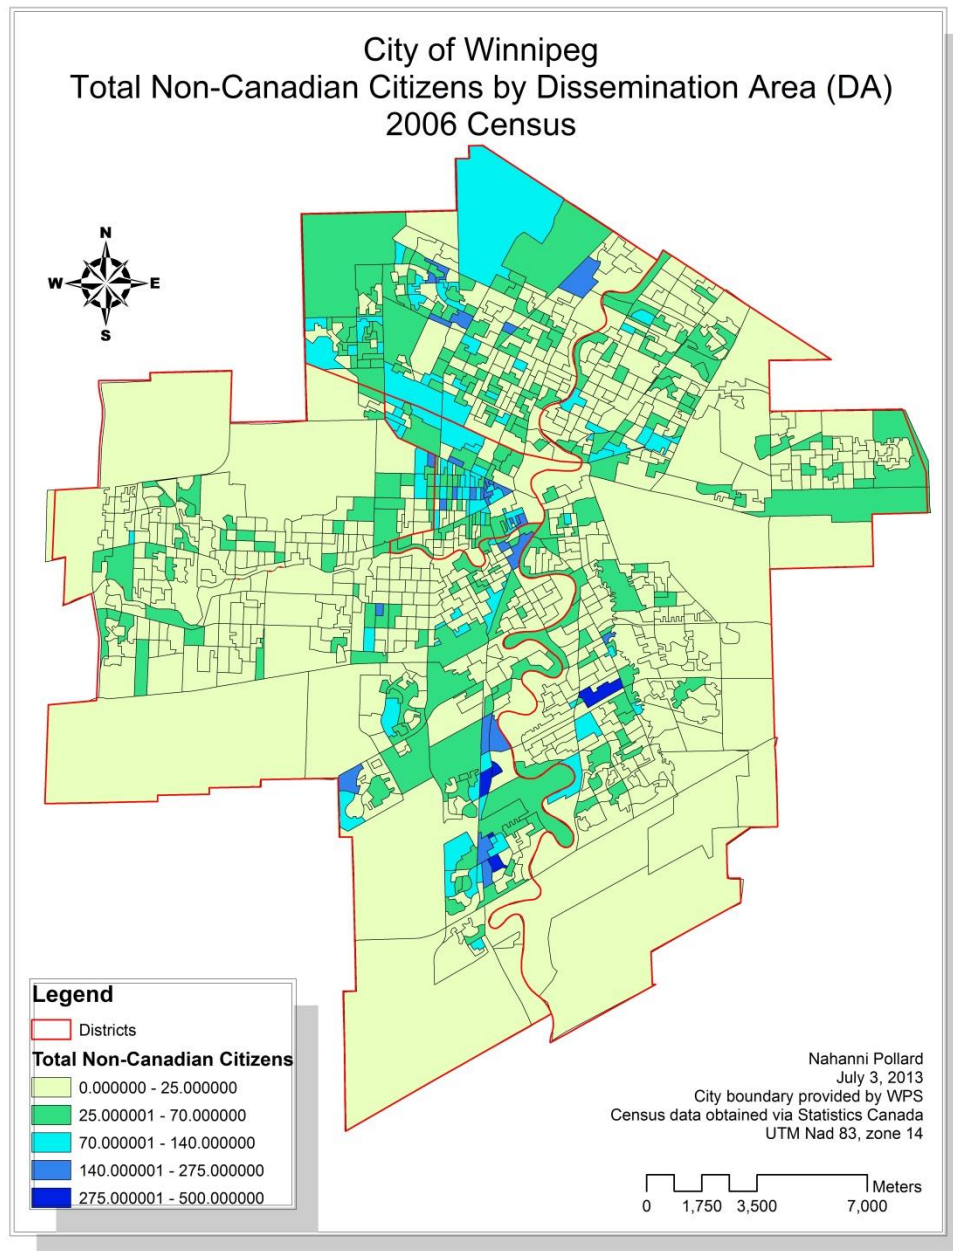 City of Winnipeg
Total Non-Canadian Citizens by Dissemination Area (DA)
2006 Census
N
W E
S
Legend
Districts
Total Non-Canadian Citizens
0.000000 - 25.000000
25.000001 - 70.000000
70.000001 - 140.000000
140.000001 - 275.000000
275.000001 - 500.000000
Nahanni Pollard
July 3, 2013
City boundary provided by WPS
Census data obtained via Statistics Canada
UTM Nad 83, zone 14
Meters
0 1,750 3,500 7,000